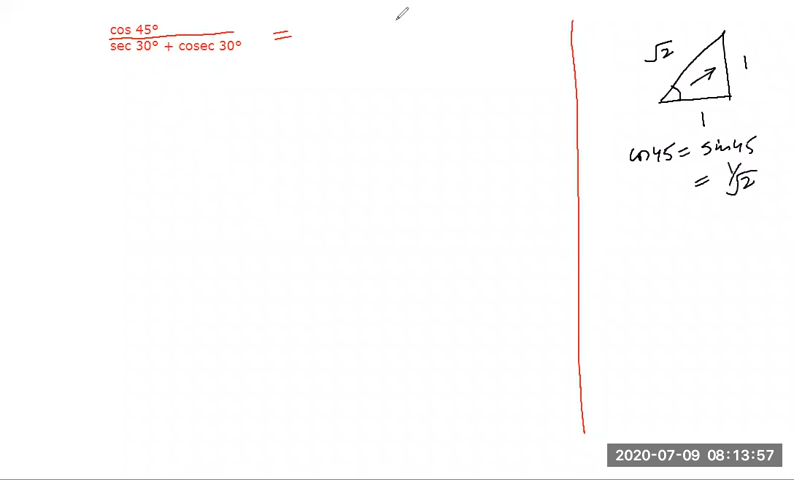 cos 45°
sec 30° + cosec 30°
=
√2
1
1
cos45 = sin45
= 1/√2
2020-07-09 08:13:57